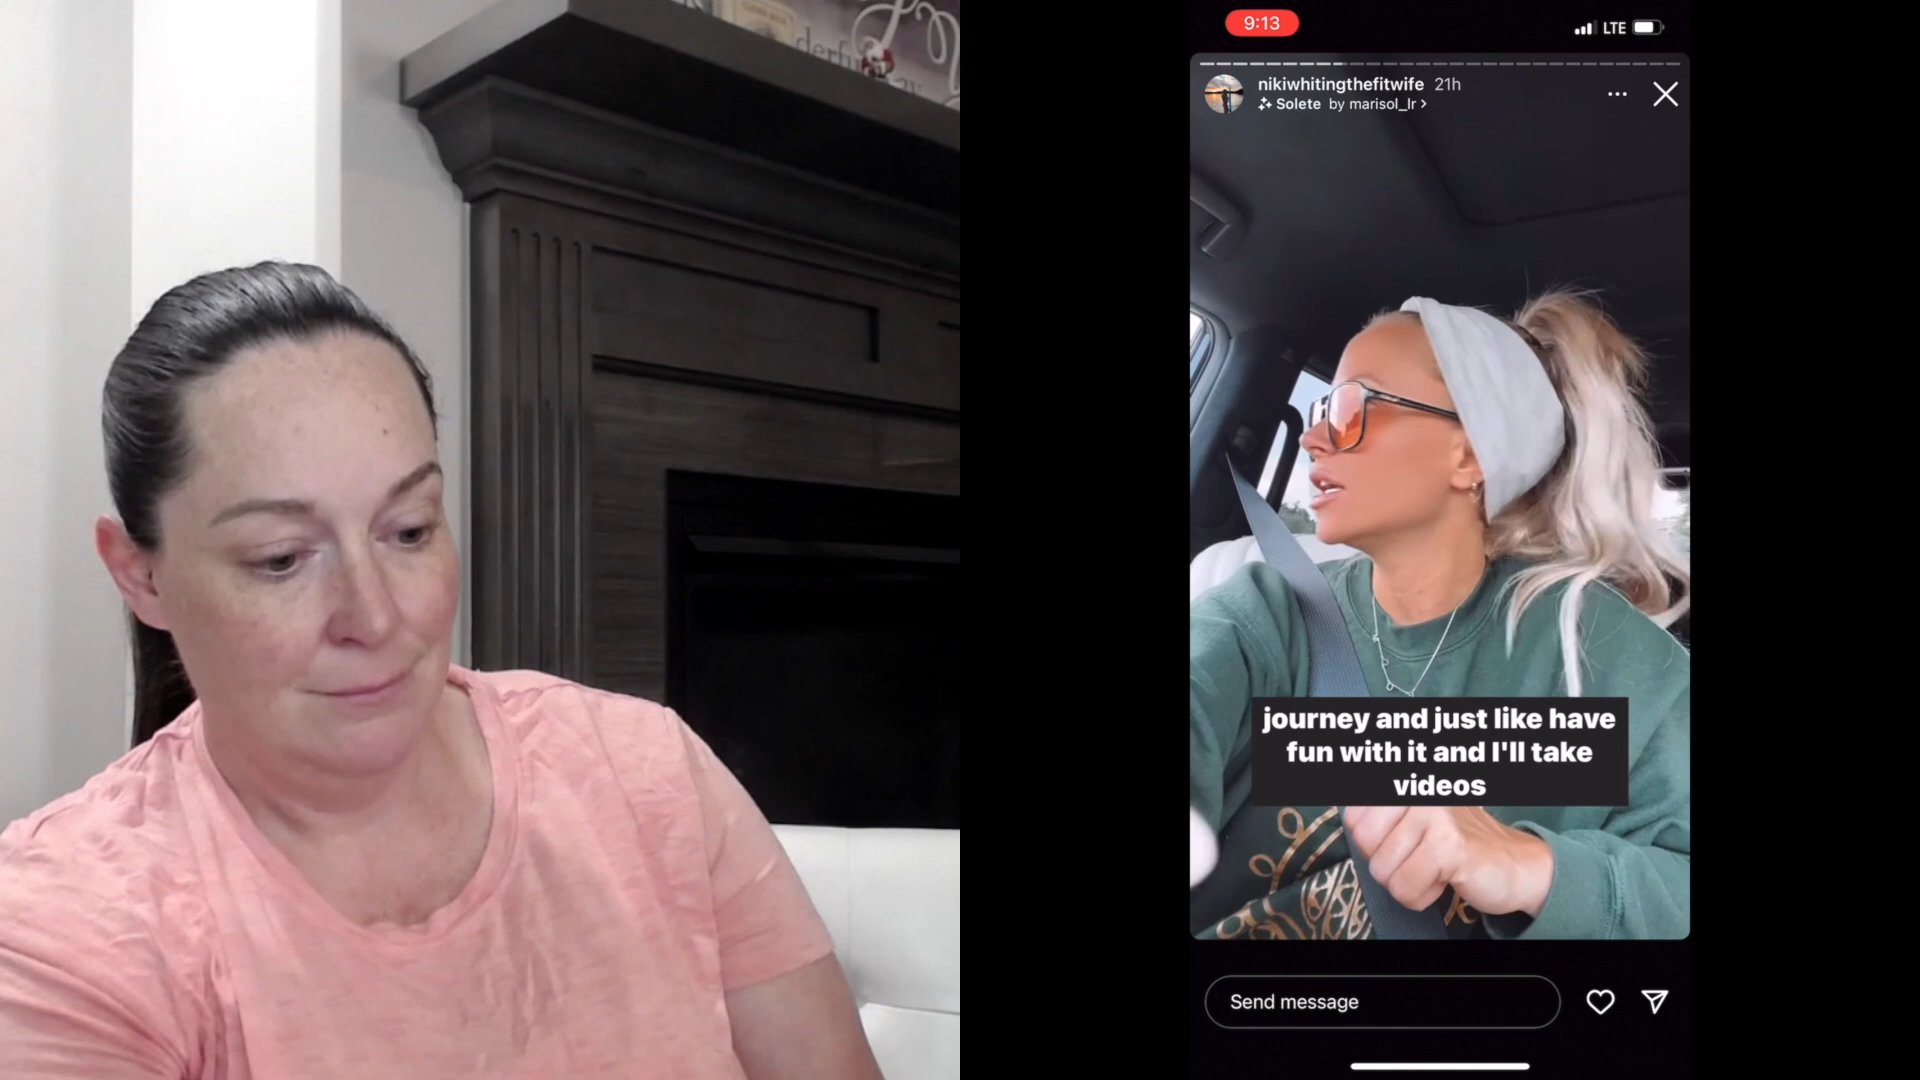 9:13
LTE
nikiwhitingthefitwife 21h
Solete by marisol_lr >
journey and just like have
fun with it and I'll take
videos
Send message